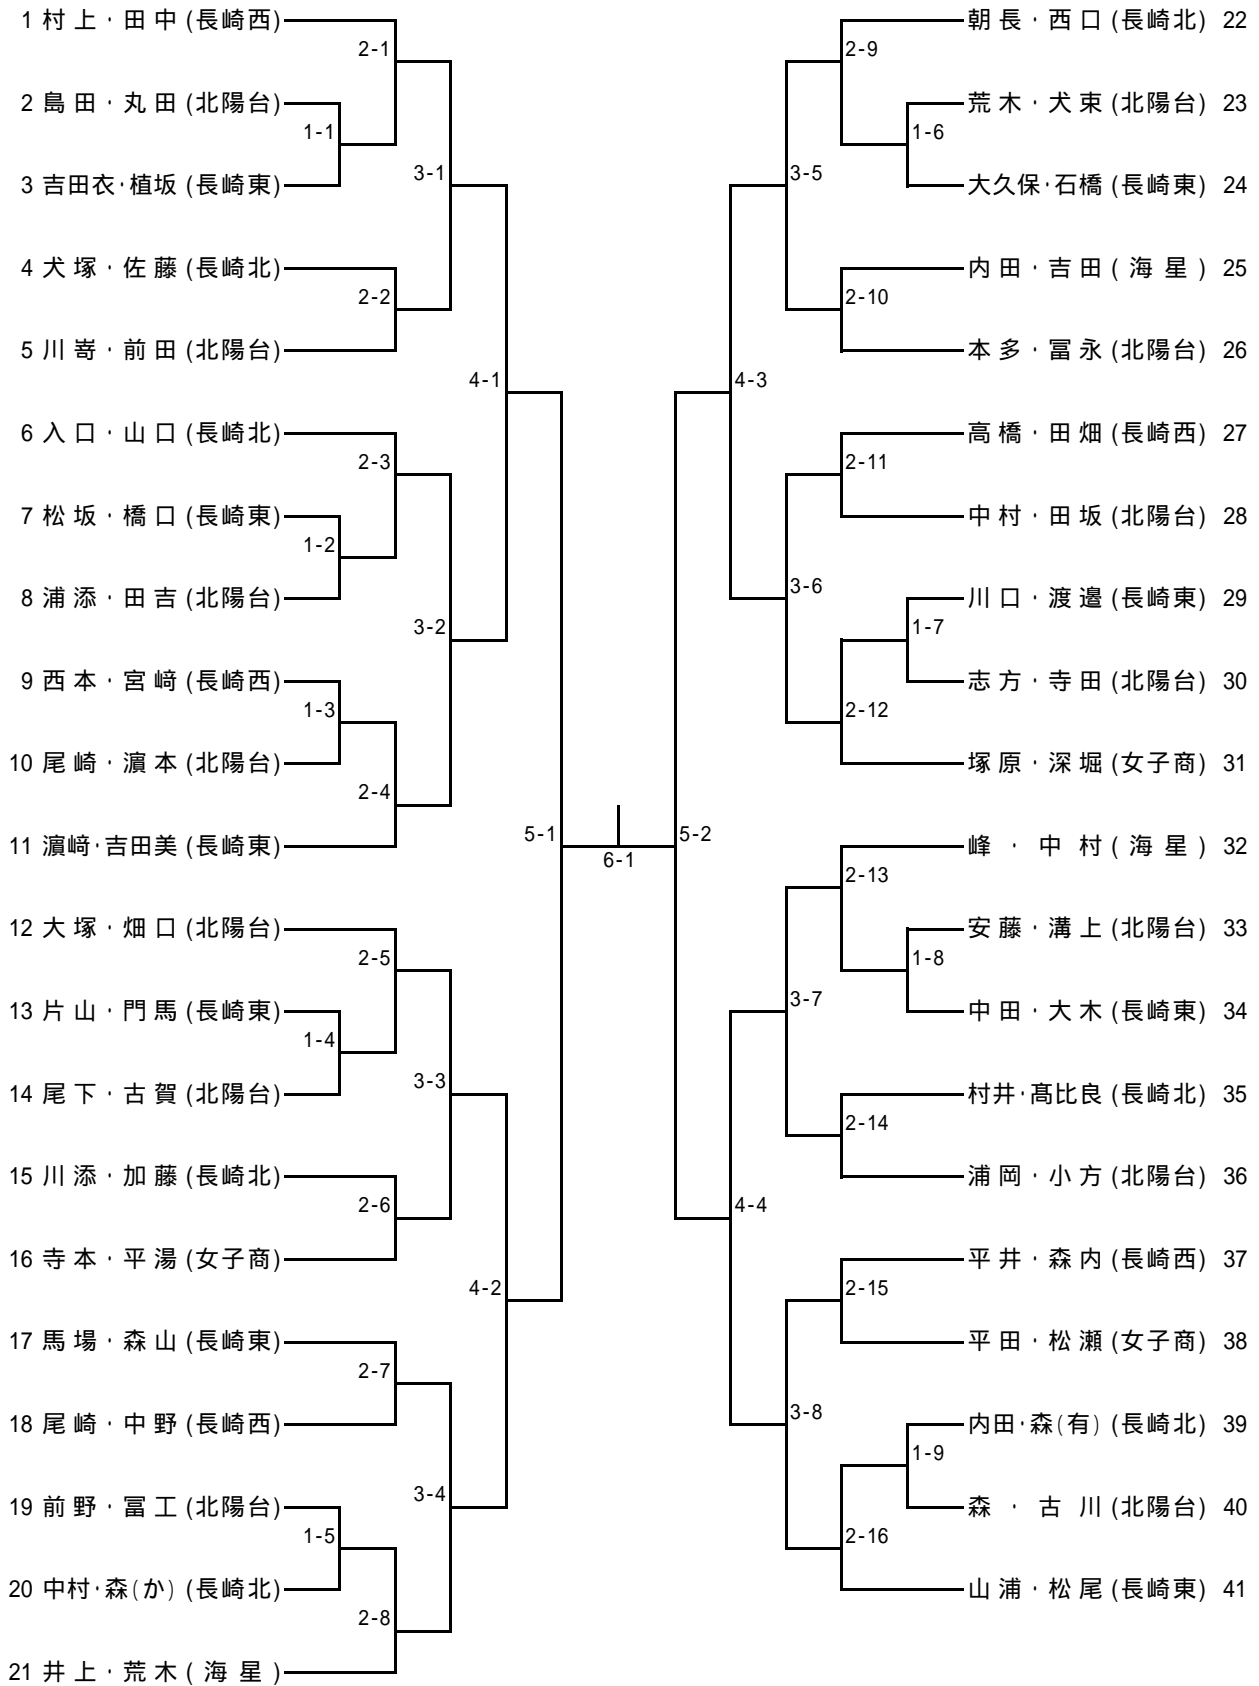 1 村上・田中(長崎西)
2-1
2 島田・丸田(北陽台)
1-1
3 吉田衣・植坂(長崎東)
3-1
4 犬塚・佐藤(長崎北)
2-2
5 川嵜・前田(北陽台)
4-1
6 入口・山口(長崎北)
2-3
7 松坂・橋口(長崎東)
1-2
8 浦添・田吉(北陽台)
3-2
9 西本・宮﨑(長崎西)
1-3
10 尾崎・濵本(北陽台)
2-4
11 濵﨑・吉田美(長崎東)
5-1
6-1
12 大塚・畑口(北陽台)
2-5
13 片山・門馬(長崎東)
1-4
14 尾下・古賀(北陽台)
3-3
15 川添・加藤(長崎北)
2-6
16 寺本・平湯(女子商)
4-2
17 馬場・森山(長崎東)
2-7
18 尾崎・中野(長崎西)
3-4
19 前野・冨工(北陽台)
1-5
20 中村・森(か)(長崎北)
2-8
21 井上・荒木(海星)
朝長・西口(長崎北) 22
2-9
荒木・犬束(北陽台) 23
1-6
大久保・石橋(長崎東) 24
3-5
内田・吉田(海星) 25
2-10
本多・冨永(北陽台) 26
4-3
高橋・田畑(長崎西) 27
2-11
中村・田坂(北陽台) 28
3-6
川口・渡邉(長崎東) 29
1-7
志方・寺田(北陽台) 30
2-12
塚原・深堀(女子商) 31
5-2
峰・中村(海星) 32
2-13
安藤・溝上(北陽台) 33
1-8
中田・大木(長崎東) 34
3-7
村井・髙比良(長崎北) 35
2-14
浦岡・小方(北陽台) 36
4-4
平井・森内(長崎西) 37
2-15
平田・松瀬(女子商) 38
3-8
内田・森(有)(長崎北) 39
1-9
森・古川(北陽台) 40
2-16
山浦・松尾(長崎東) 41